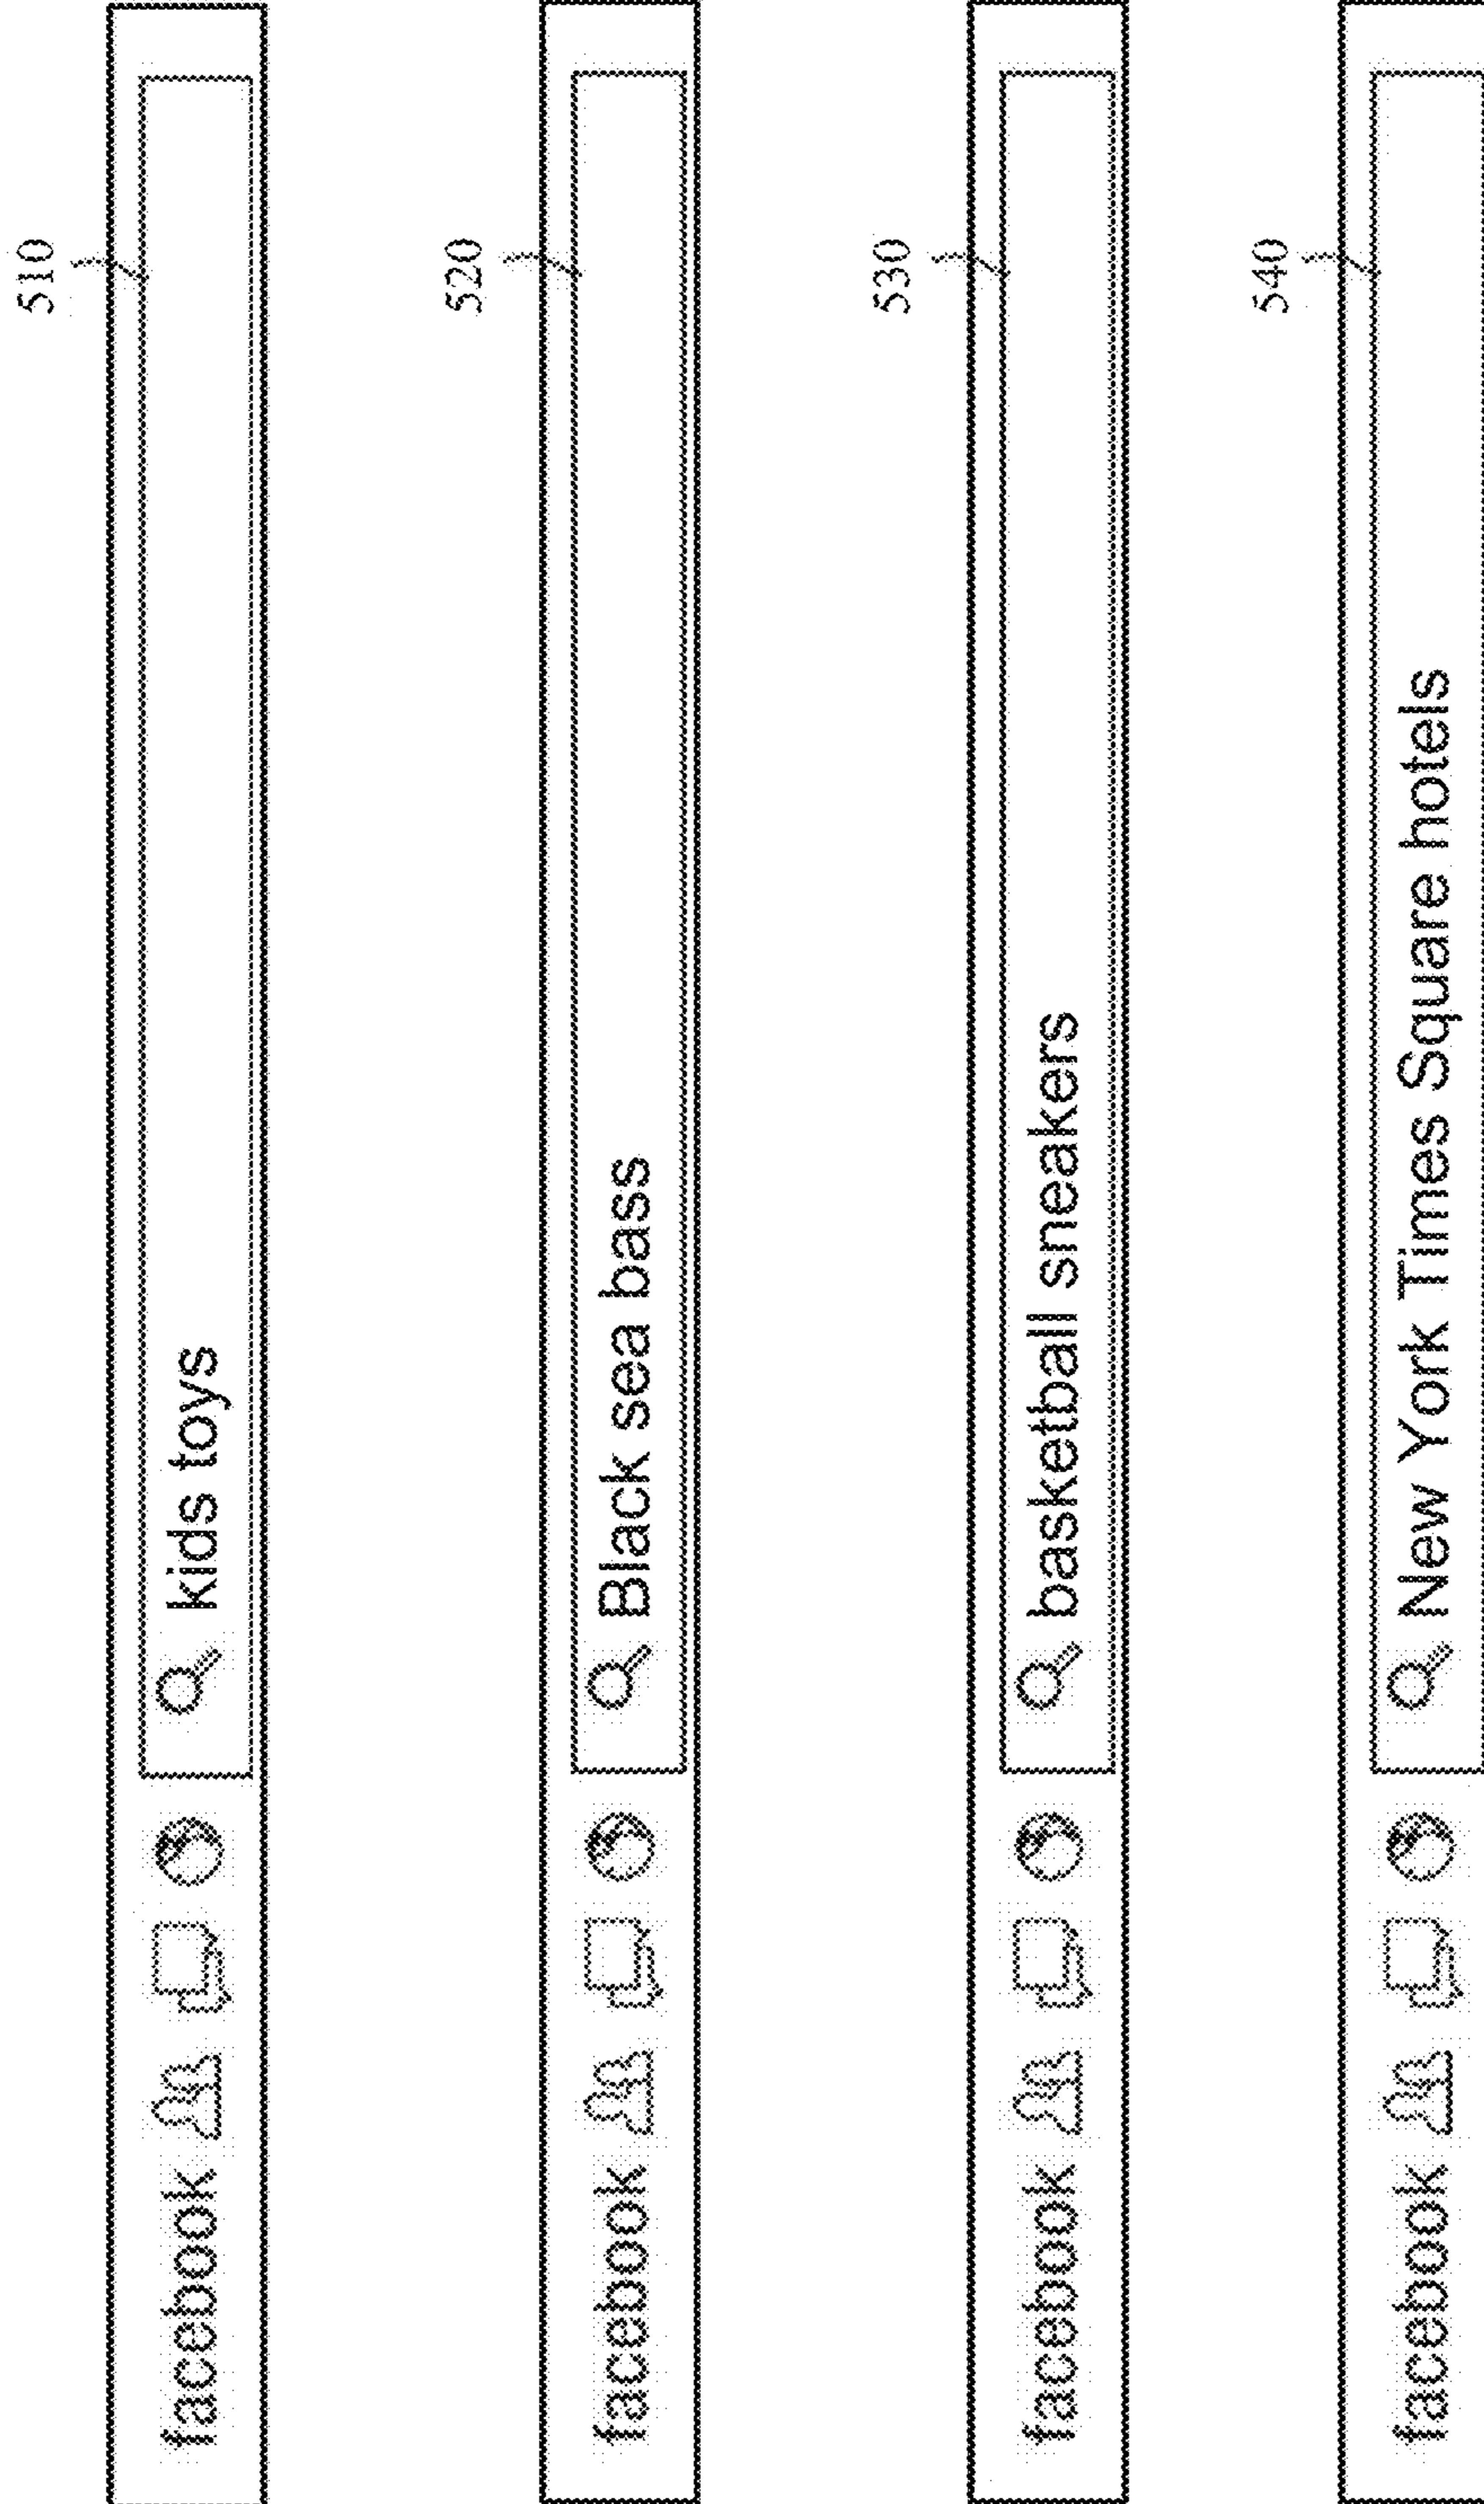 510
facebook kids toys
520
facebook Black sea bass
530
facebook basketball sneakers
540
facebook New York Times Square hotels